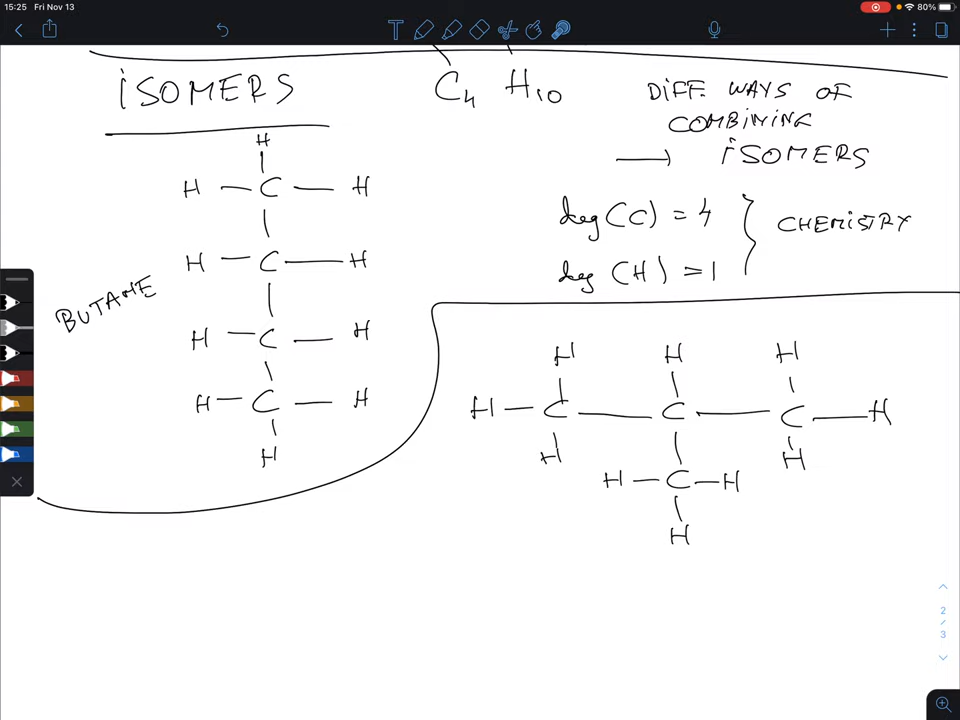 15:25 Fri Nov 13
80%
ISOMERS
C4 H10
DIFF. WAYS OF
COMBINING
→ ISOMERS
deg(C) = 4
deg(H) = 1
CHEMISTRY
BUTANE
H
H — C — H
H — C — H
H — C — H
H — C — H
H
H H H
H — C — C — C — H
H H
H — C — H
H
2
/
3